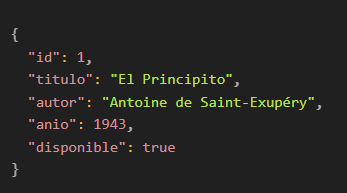 {
  "id": 1,
  "titulo": "El Principito",
  "autor": "Antoine de Saint-Exupéry",
  "anio": 1943,
  "disponible": true
}